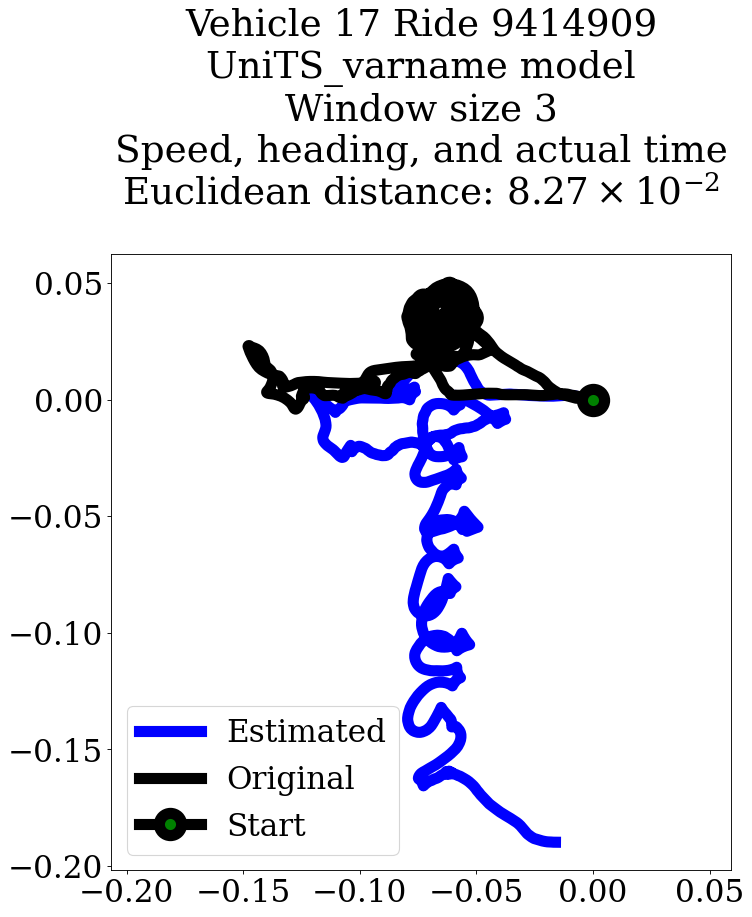 Vehicle 17 Ride 9414909
UniTS_varname model
Window size 3
Speed, heading, and actual time
Euclidean distance: 8.27 × 10⁻²
0.05
0.00
−0.05
−0.10
−0.15
−0.20
Estimated
Original
Start
−0.20 −0.15 −0.10 −0.05 0.00 0.05